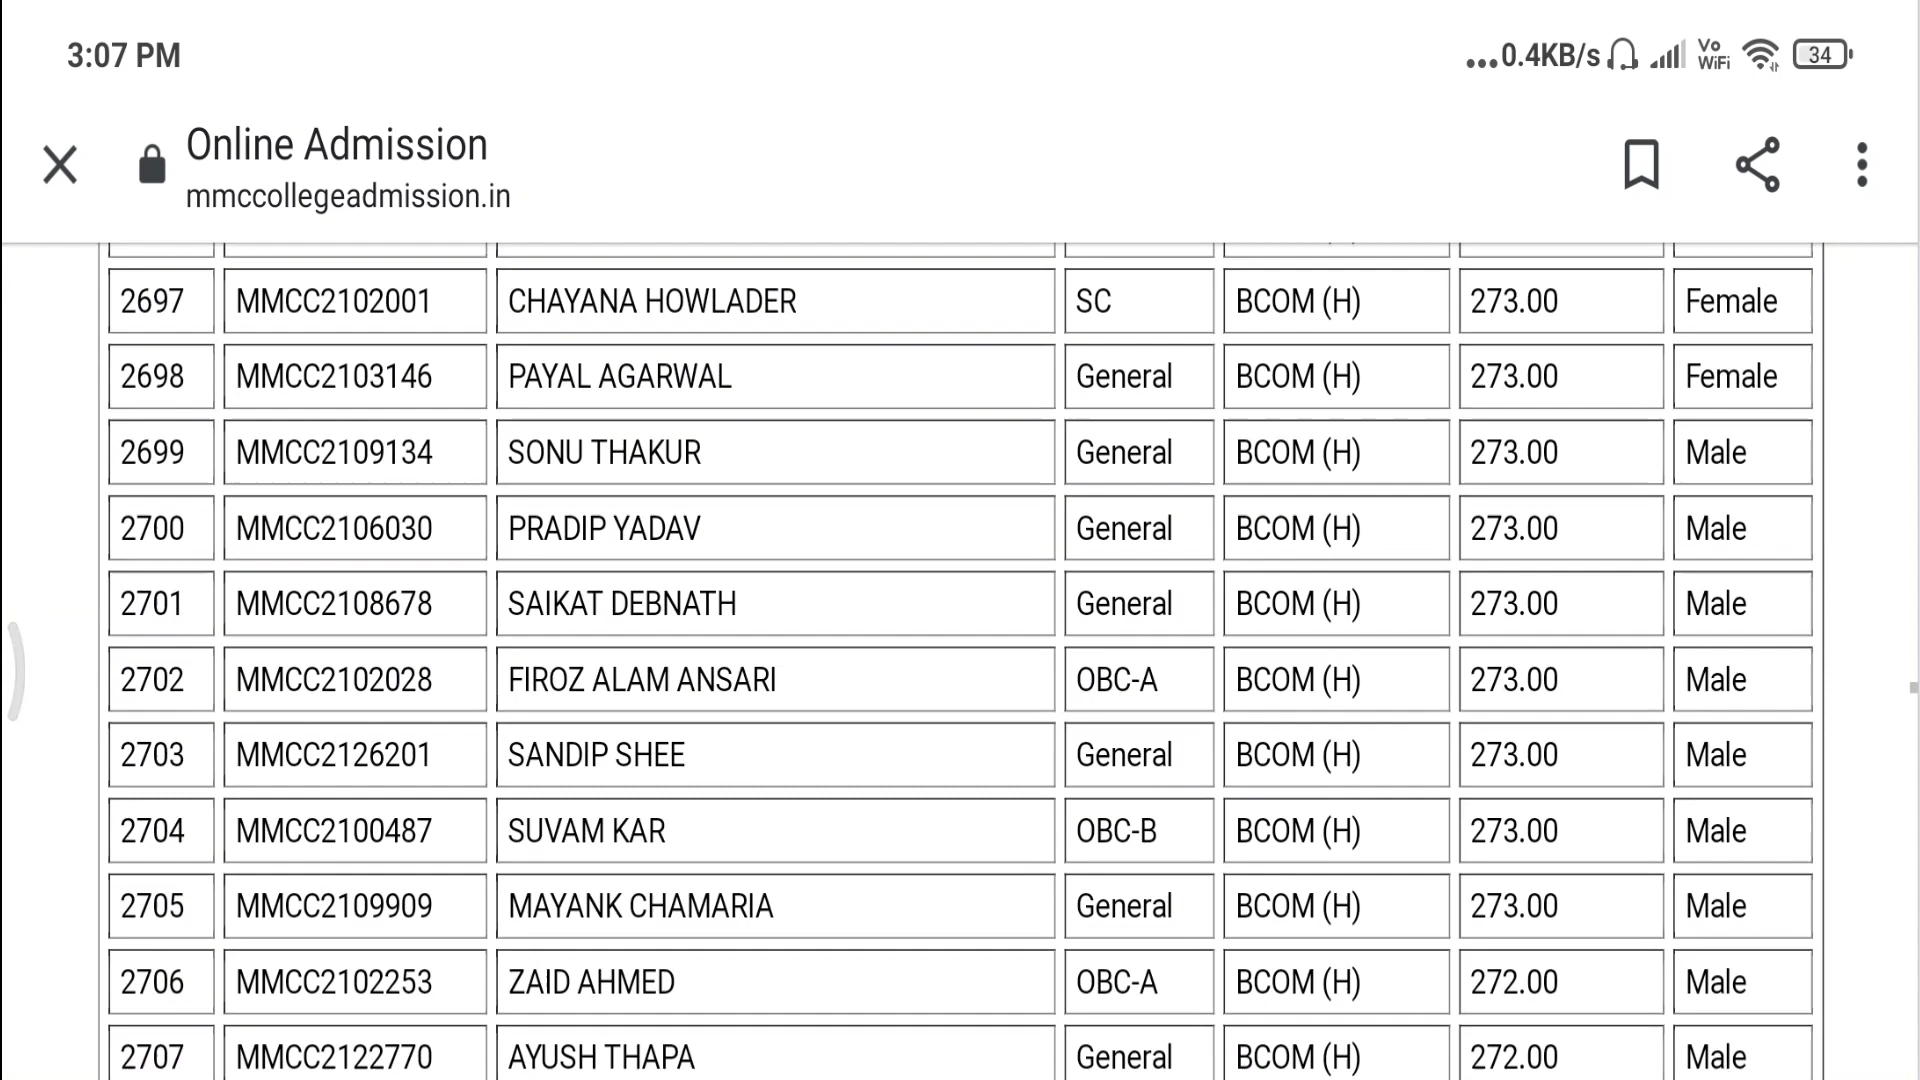 3:07 PM ...0.4KB/s Vo WiFi 34
Online Admission
mmccollegeadmission.in
2697 MMCC2102001 CHAYANA HOWLADER SC BCOM (H) 273.00 Female
2698 MMCC2103146 PAYAL AGARWAL General BCOM (H) 273.00 Female
2699 MMCC2109134 SONU THAKUR General BCOM (H) 273.00 Male
2700 MMCC2106030 PRADIP YADAV General BCOM (H) 273.00 Male
2701 MMCC2108678 SAIKAT DEBNATH General BCOM (H) 273.00 Male
2702 MMCC2102028 FIROZ ALAM ANSARI OBC-A BCOM (H) 273.00 Male
2703 MMCC2126201 SANDIP SHEE General BCOM (H) 273.00 Male
2704 MMCC2100487 SUVAM KAR OBC-B BCOM (H) 273.00 Male
2705 MMCC2109909 MAYANK CHAMARIA General BCOM (H) 273.00 Male
2706 MMCC2102253 ZAID AHMED OBC-A BCOM (H) 272.00 Male
2707 MMCC2122770 AYUSH THAPA General BCOM (H) 272.00 Male